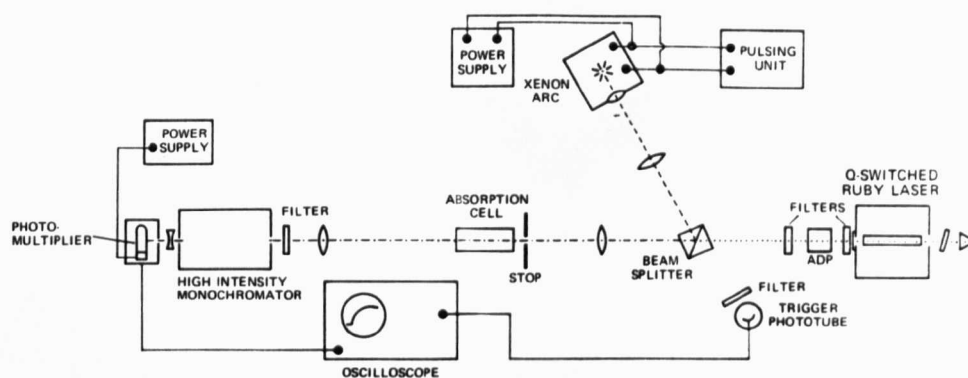 POWER
SUPPLY
XENON
ARC
PULSING
UNIT
POWER
SUPPLY
PHOTO-
MULTIPLIER
HIGH INTENSITY
MONOCHROMATOR
FILTER
ABSORPTION
CELL
STOP
BEAM
SPLITTER
FILTERS
ADP
Q-SWITCHED
RUBY LASER
FILTER
TRIGGER
PHOTOTUBE
OSCILLOSCOPE